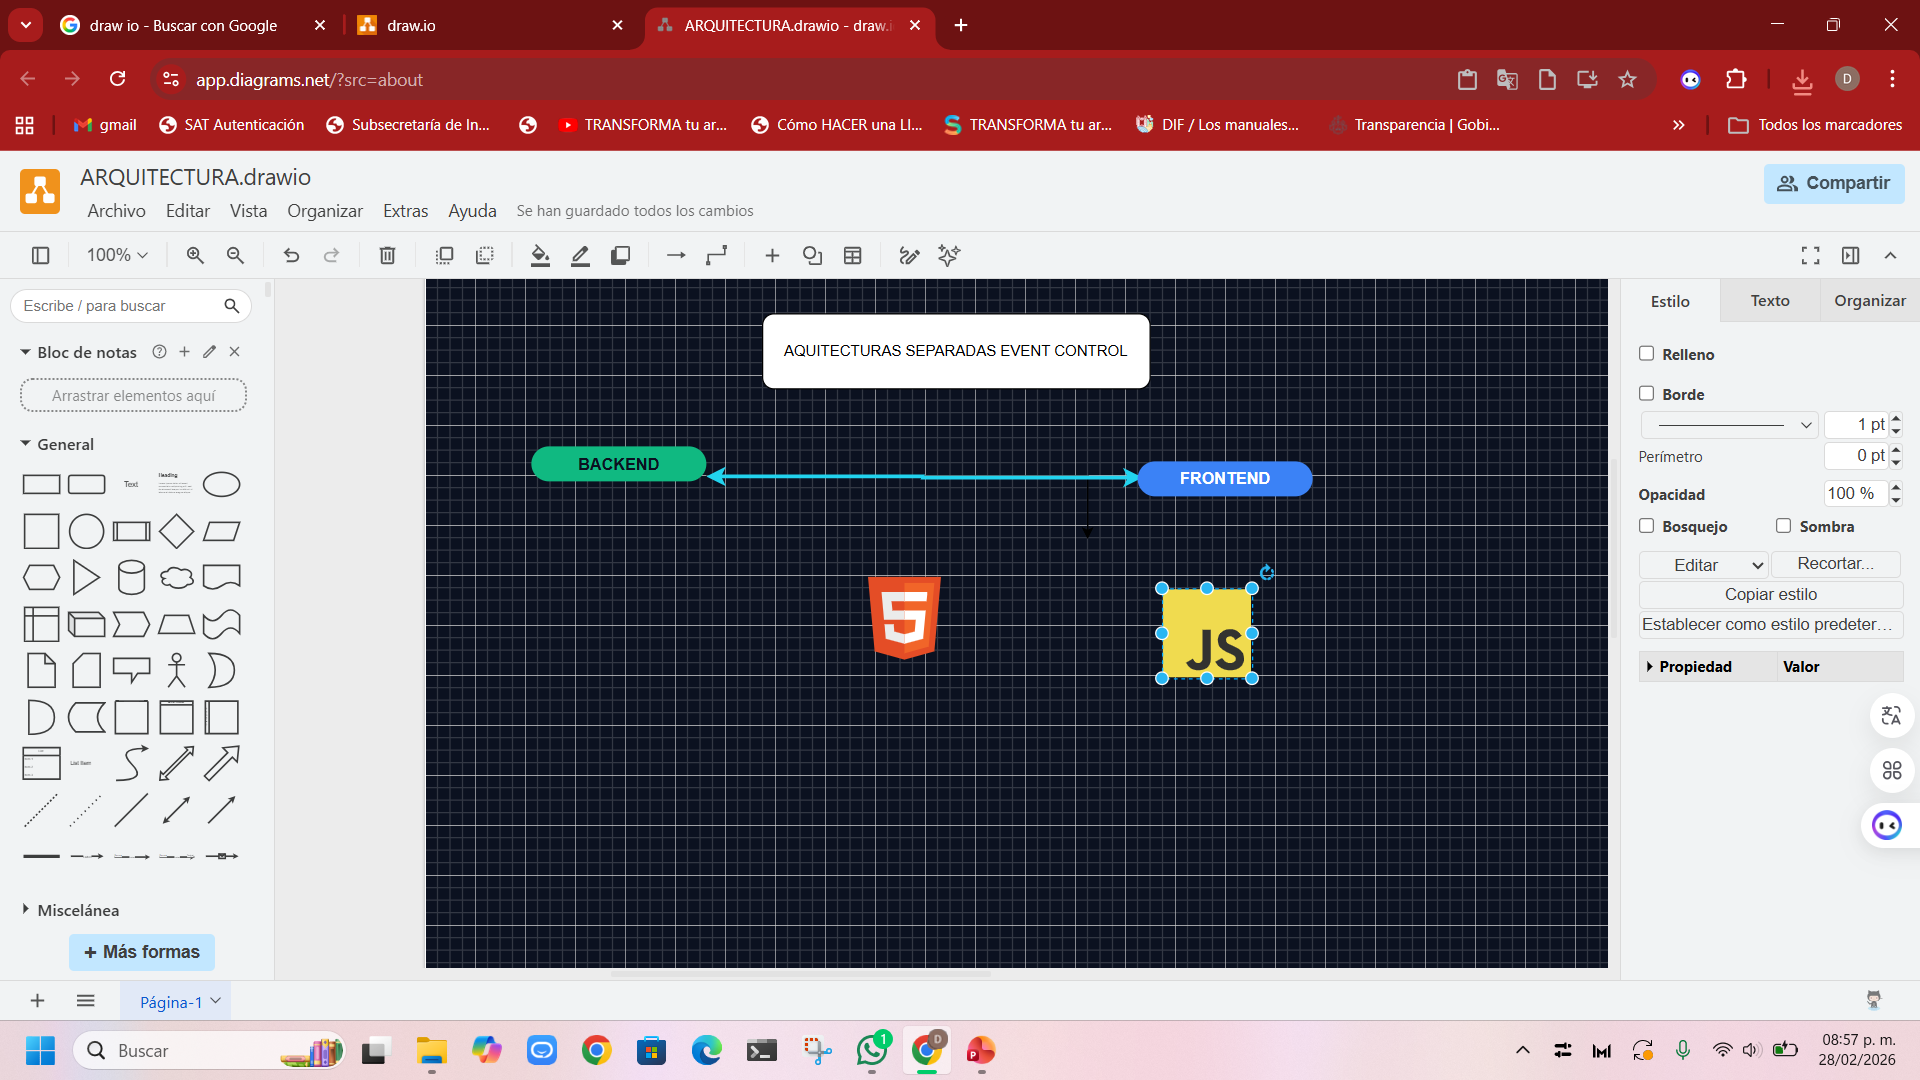 draw io - Buscar con Google
draw.io
ARQUITECTURA.drawio - draw.i
app.diagrams.net/?src=about
D
gmail
SAT Autenticación
Subsecretaría de In...
TRANSFORMA tu ar...
Cómo HACER una LI...
TRANSFORMA tu ar...
DIF / Los manuales...
Transparencia | Gobi...
Todos los marcadores
ARQUITECTURA.drawio
Compartir
Archivo
Editar
Vista
Organizar
Extras
Ayuda
Se han guardado todos los cambios
100%
Escribe / para buscar
Bloc de notas
Arrastrar elementos aquí
General
Text
Heading
List Item
Miscelánea
+ Más formas
AQUITECTURAS SEPARADAS EVENT CONTROL
BACKEND
FRONTEND
5
JS
Estilo
Texto
Organizar
Relleno
Borde
1 pt
Perímetro
0 pt
Opacidad
100 %
Bosquejo
Sombra
Editar
Recortar...
Copiar estilo
Establecer como estilo predeter...
Propiedad
Valor
Página-1
Buscar
1
D
P
08:57 p. m.
28/02/2026